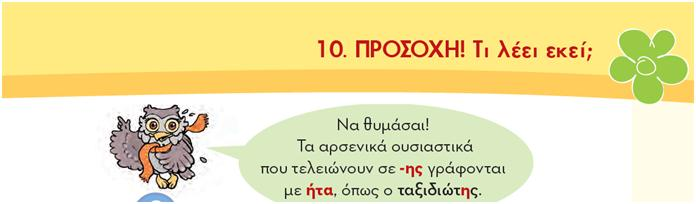 10. ΠΡΟΣΟΧΗ! Τι λέει εκεί;
Να θυμάσαι!
Τα αρσενικά ουσιαστικά
που τελειώνουν σε -ης γράφονται
με ήτα, όπως ο ταξιδιώτης.